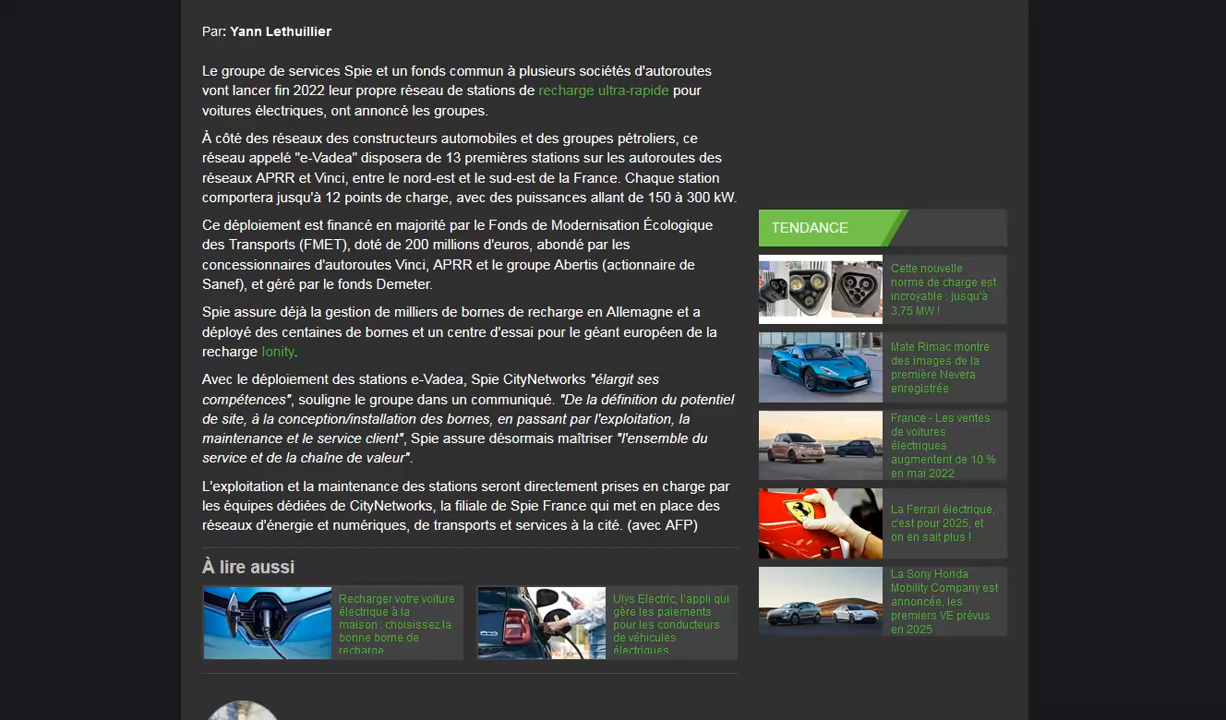 Par: Yann Lethuillier
Le groupe de services Spie et un fonds commun à plusieurs sociétés d'autoroutes
vont lancer fin 2022 leur propre réseau de stations de recharge ultra-rapide pour
voitures électriques, ont annoncé les groupes.
À côté des réseaux des constructeurs automobiles et des groupes pétroliers, ce
réseau appelé "e-Vadea" disposera de 13 premières stations sur les autoroutes des
réseaux APRR et Vinci, entre le nord-est et le sud-est de la France. Chaque station
comportera jusqu'à 12 points de charge, avec des puissances allant de 150 à 300 kW.
Ce déploiement est financé en majorité par le Fonds de Modernisation Écologique
des Transports (FMET), doté de 200 millions d'euros, abondé par les
concessionnaires d'autoroutes Vinci, APRR et le groupe Abertis (actionnaire de
Sanef), et géré par le fonds Demeter.
Spie assure déjà la gestion de milliers de bornes de recharge en Allemagne et a
déployé des centaines de bornes et un centre d'essai pour le géant européen de la
recharge Ionity.
Avec le déploiement des stations e-Vadea, Spie CityNetworks "élargit ses
compétences", souligne le groupe dans un communiqué. "De la définition du potentiel
de site, à la conception/installation des bornes, en passant par l'exploitation, la
maintenance et le service client", Spie assure désormais maîtriser "l'ensemble du
service et de la chaîne de valeur".
L'exploitation et la maintenance des stations seront directement prises en charge par
les équipes dédiées de CityNetworks, la filiale de Spie France qui met en place des
réseaux d'énergie et numériques, de transports et services à la cité. (avec AFP)
À lire aussi
Recharger votre voiture
électrique à la
maison : choisissez la
bonne borne de
recharge
Ulys Electric, l'appli qui
gère les paiements
pour les conducteurs
de véhicules
électriques
TENDANCE
Cette nouvelle
norme de charge est
incroyable : jusqu'à
3,75 MW !
Mate Rimac montre
des images de la
première Nevera
enregistrée
France - Les ventes
de voitures
électriques
augmentent de 10 %
en mai 2022
La Ferrari électrique,
c'est pour 2025, et
on en sait plus !
La Sony Honda
Mobility Company est
annoncée, les
premiers VE prévus
en 2025